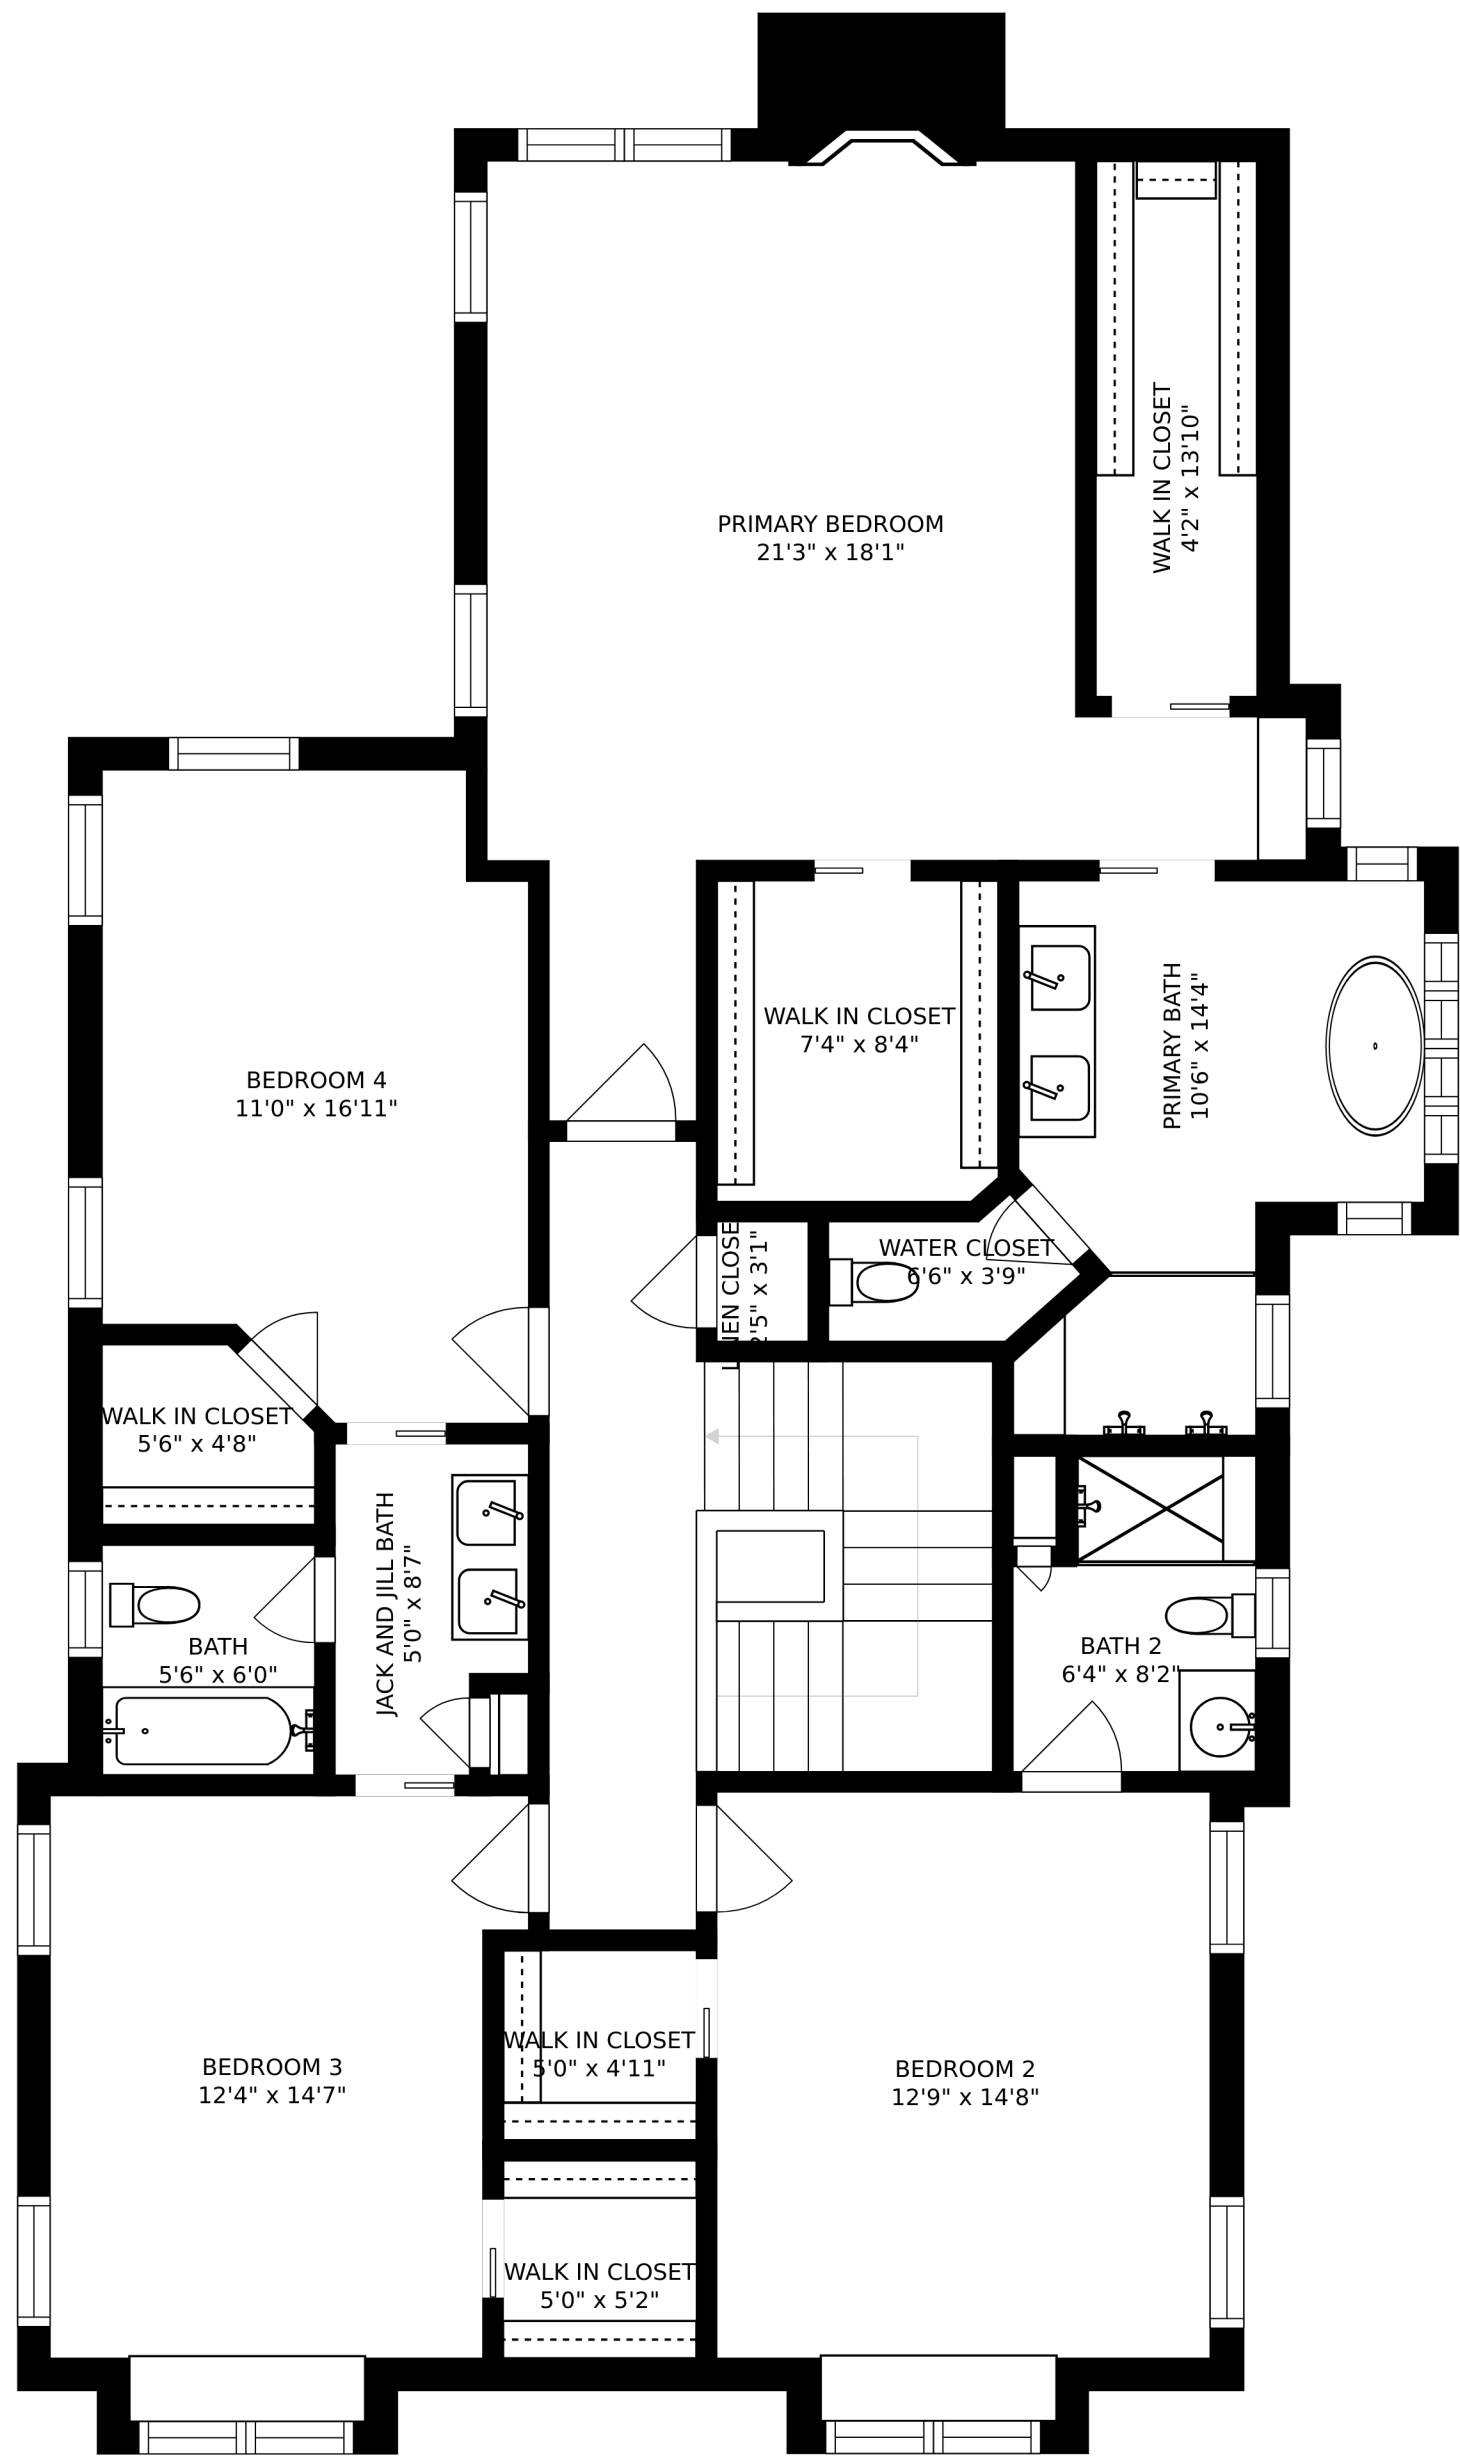 PRIMARY BEDROOM
21'3" x 18'1"
WALK IN CLOSET
4'2" x 13'10"
WALK IN CLOSET
7'4" x 8'4"
PRIMARY BATH
10'6" x 14'4"
BEDROOM 4
11'0" x 16'11"
WATER CLOSET
6'6" x 3'9"
CLOSE
x 3'1"
WALK IN CLOSET
5'6" x 4'8"
JACK AND JILL BATH
5'0" x 8'7"
BATH
5'6" x 6'0"
BATH 2
6'4" x 8'2"
WALK IN CLOSET
5'0" x 4'11"
BEDROOM 3
12'4" x 14'7"
BEDROOM 2
12'9" x 14'8"
WALK IN CLOSET
5'0" x 5'2"